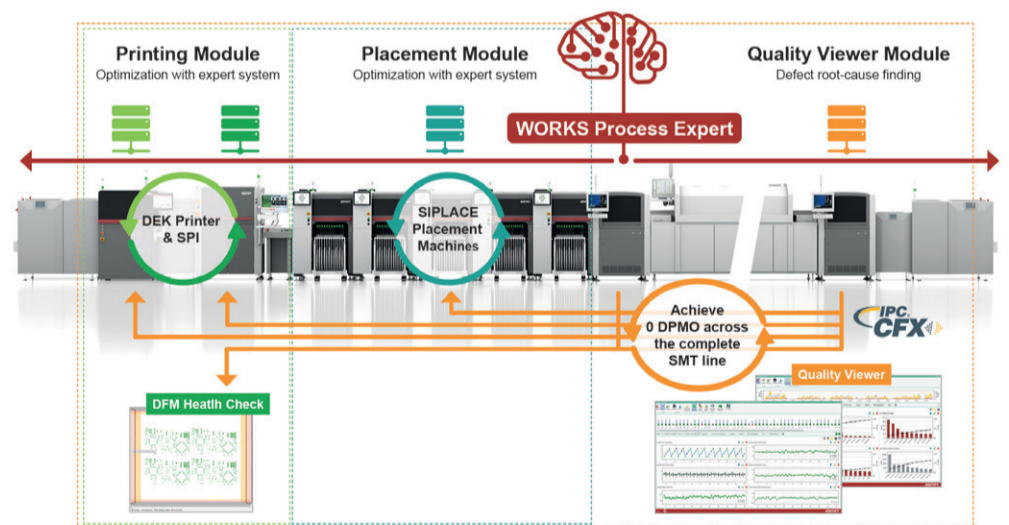 Printing Module
Optimization with expert system
Placement Module
Optimization with expert system
Quality Viewer Module
Defect root-cause finding
WORKS Process Expert
DEK Printer
& SPI
SIPLACE
Placement
Machines
Achieve
0 DPMO across
the complete
SMT line
IPC
CFX
Quality Viewer
DFM Heatlh Check